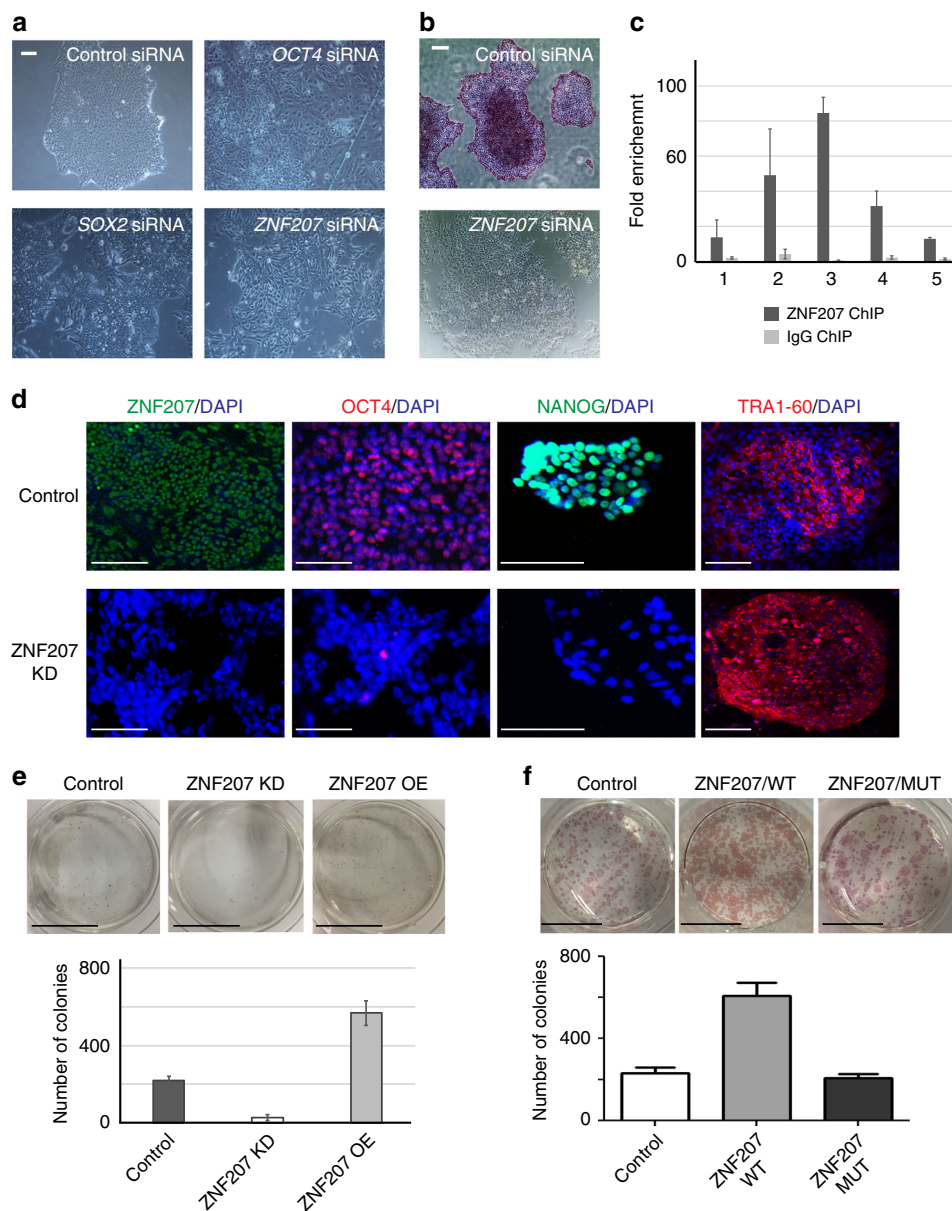 a
Control siRNA
OCT4 siRNA
SOX2 siRNA
ZNF207 siRNA
b
Control siRNA
ZNF207 siRNA
c
Fold enrichemnt
100
60
0
1 2 3 4 5
ZNF207 ChIP
IgG ChIP
d
ZNF207/DAPI
OCT4/DAPI
NANOG/DAPI
TRA1-60/DAPI
Control
ZNF207
KD
e
Control
ZNF207 KD
ZNF207 OE
Number of colonies
800
400
0
Control
ZNF207 KD
ZNF207 OE
f
Control
ZNF207/WT
ZNF207/MUT
Number of colonies
800
400
0
Control
ZNF207
WT
ZNF207
MUT